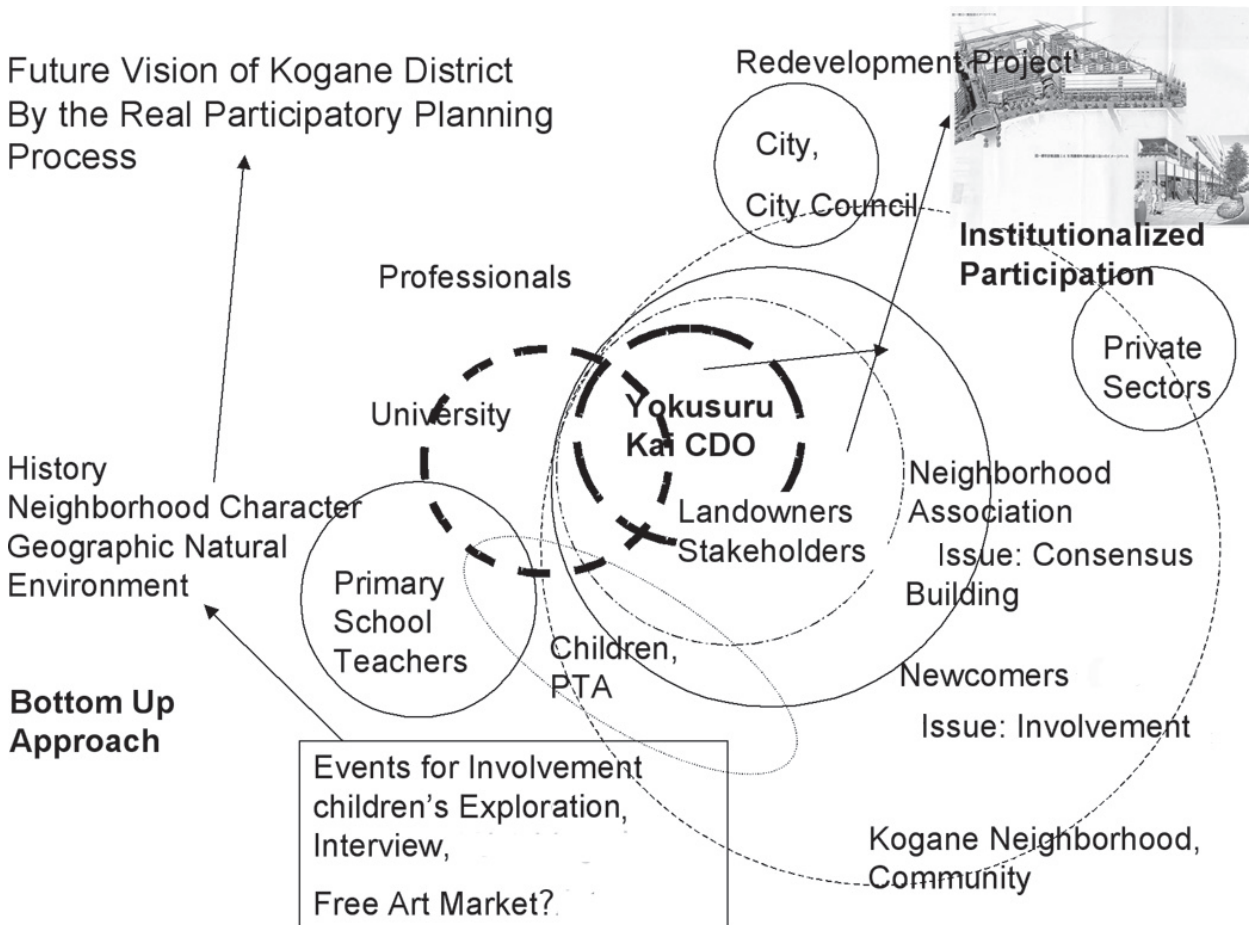 Future Vision of Kogane District
By the Real Participatory Planning
Process
Redevelopment Project
City,
City Council
Institutionalized
Participation
Professionals
Private
Sectors
University
Yokusuru
Kai CDO
History
Neighborhood Character
Geographic Natural
Environment
Landowners
Stakeholders
Neighborhood
Association
Issue: Consensus
Building
Primary
School
Teachers
Children,
PTA
Newcomers
Issue: Involvement
Bottom Up
Approach
Events for Involvement
children’s Exploration,
Interview,
Free Art Market?
Kogane Neighborhood,
Community